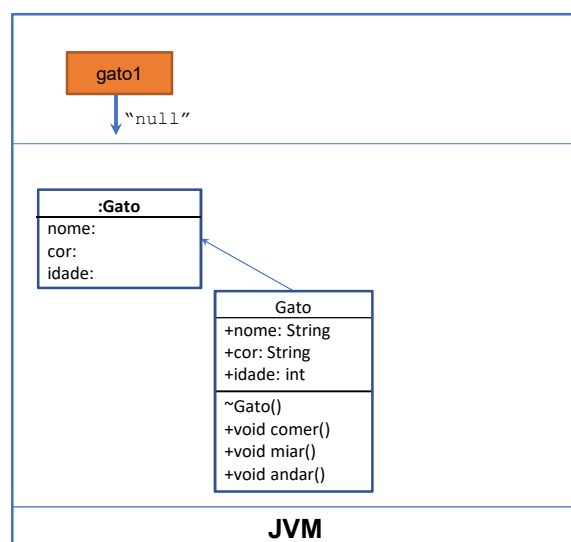 gato1
“null”
:Gato
nome:
cor:
idade:
Gato
+nome: String
+cor: String
+idade: int
~Gato()
+void comer()
+void miar()
+void andar()
JVM